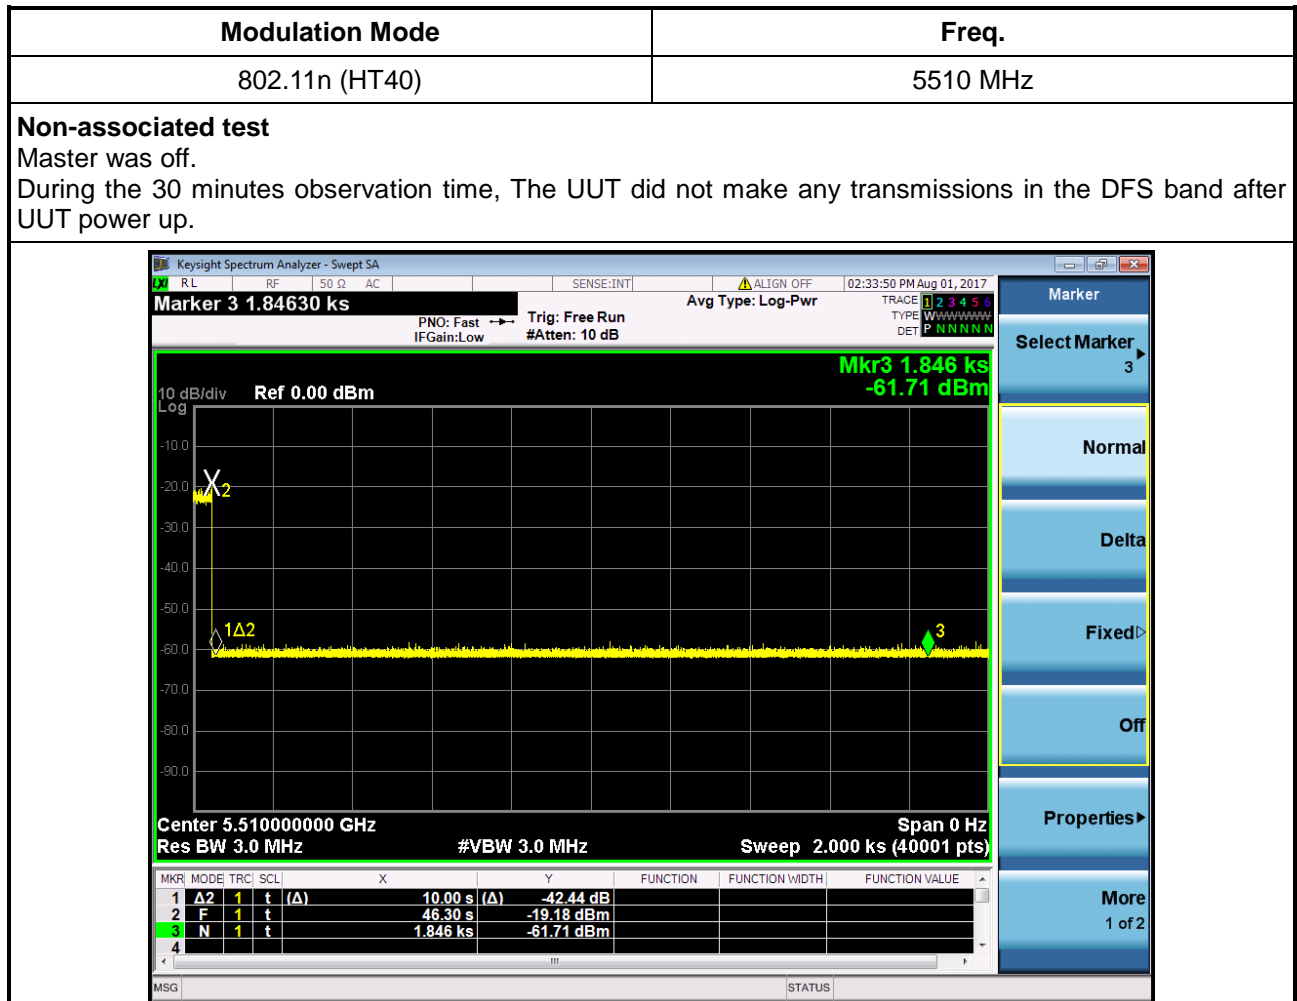 Modulation Mode Freq.
802.11n (HT40) 5510 MHz
Non-associated test
Master was off.
During the 30 minutes observation time, The UUT did not make any transmissions in the DFS band after
UUT power up.
Keysight Spectrum Analyzer - Swept SA
LXI RL RF 50 Ω AC SENSE:INT ALIGN OFF 02:33:50 PM Aug 01, 2017
Marker 3 1.84630 ks
PNO: Fast
IFGain:Low
Trig: Free Run
#Atten: 10 dB
Avg Type: Log-Pwr
TRACE 1 2 3 4 5 6
TYPE WWWWWW
DET P N N N N N
Mkr3 1.846 ks
-61.71 dBm
10 dB/div Ref 0.00 dBm
Log
-10.0
-20.0
-30.0
-40.0
-50.0
-60.0
-70.0
-80.0
-90.0
X2
1Δ2
3
Center 5.510000000 GHz Span 0 Hz
Res BW 3.0 MHz #VBW 3.0 MHz Sweep 2.000 ks (40001 pts)
MKR MODE TRC SCL X Y FUNCTION FUNCTION WIDTH FUNCTION VALUE
1 Δ2 1 t (Δ) 10.00 s (Δ) -42.44 dB
2 F 1 t 46.30 s -19.18 dBm
3 N 1 t 1.846 ks -61.71 dBm
4
MSG STATUS
Marker
Select Marker
3
Normal
Delta
Fixed
Off
Properties
More
1 of 2